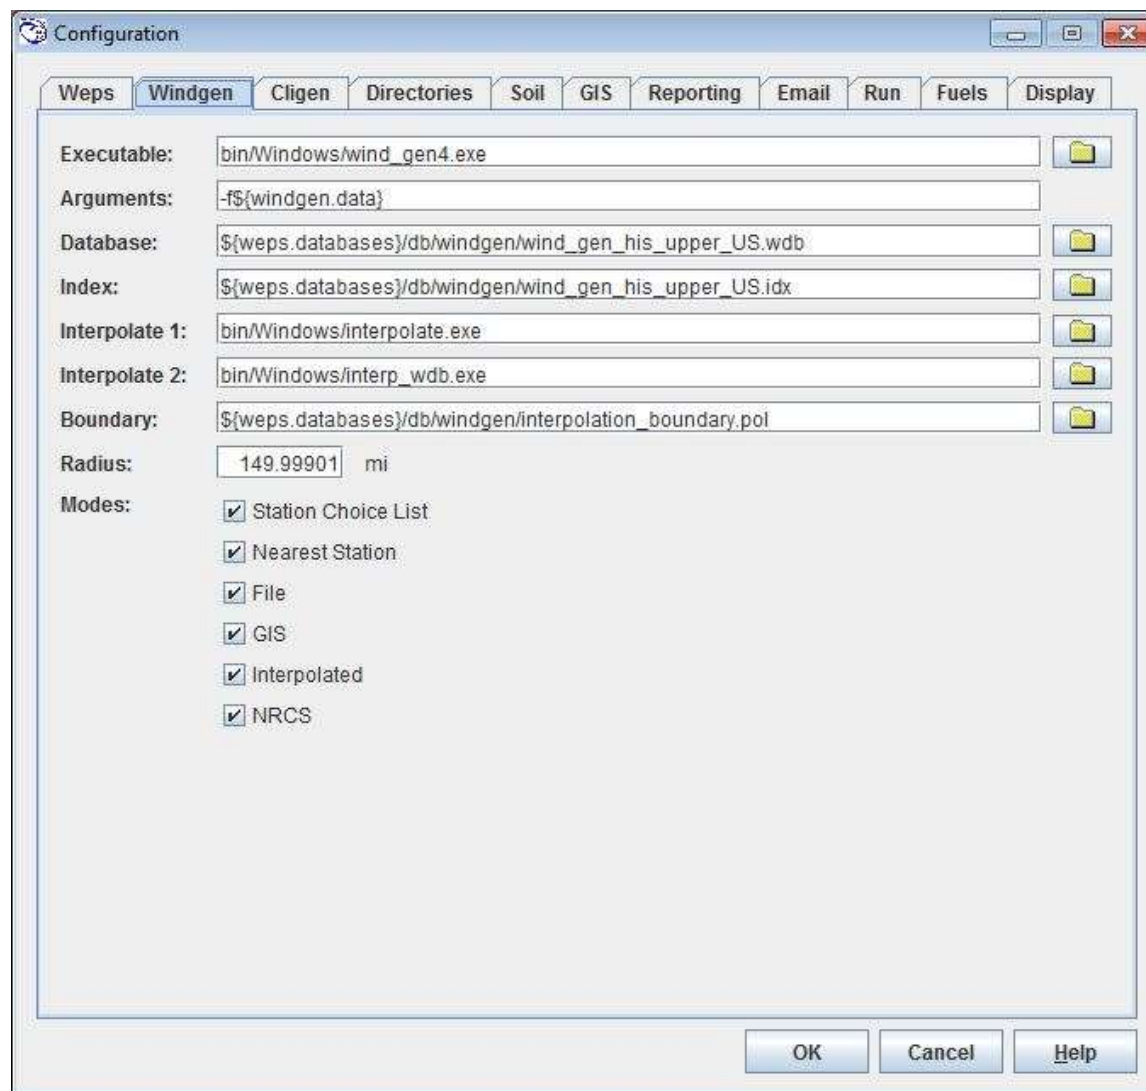 Configuration
Weps Windgen Cligen Directories Soil GIS Reporting Email Run Fuels Display
Executable: bin/Windows/wind_gen4.exe
Arguments: -f${windgen.data}
Database: ${weps.databases}/db/windgen/wind_gen_his_upper_US.wdb
Index: ${weps.databases}/db/windgen/wind_gen_his_upper_US.idx
Interpolate 1: bin/Windows/interpolate.exe
Interpolate 2: bin/Windows/interp_wdb.exe
Boundary: ${weps.databases}/db/windgen/interpolation_boundary.pol
Radius: 149.99901 mi
Modes: Station Choice List
Nearest Station
File
GIS
Interpolated
NRCS
OK Cancel Help